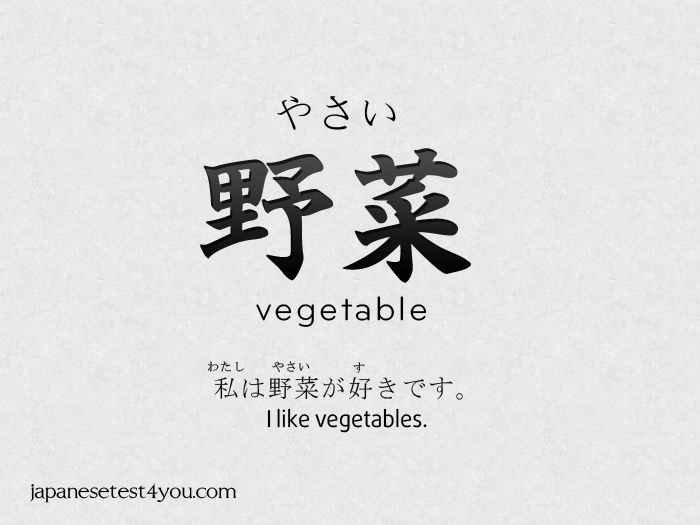 やさい
野菜
vegetable
わたし やさい す
私は野菜が好きです。
I like vegetables.
japanesetest4you.com